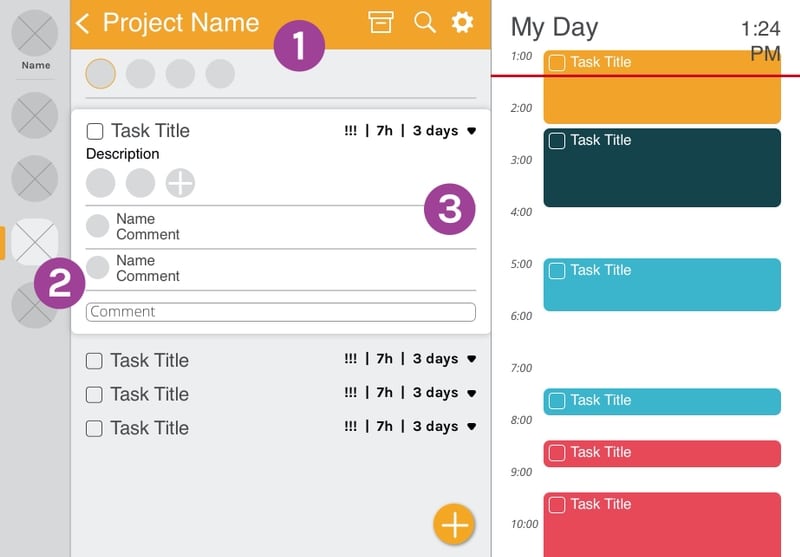 Name
Project Name
1
Task Title !!! | 7h | 3 days
Description
3
Name
Comment
Name
Comment
2
Comment
Task Title !!! | 7h | 3 days
Task Title !!! | 7h | 3 days
Task Title !!! | 7h | 3 days
My Day 1:24
PM
1:00 Task Title
2:00
Task Title
3:00
4:00
5:00 Task Title
6:00
7:00
Task Title
8:00
Task Title
9:00
Task Title
10:00